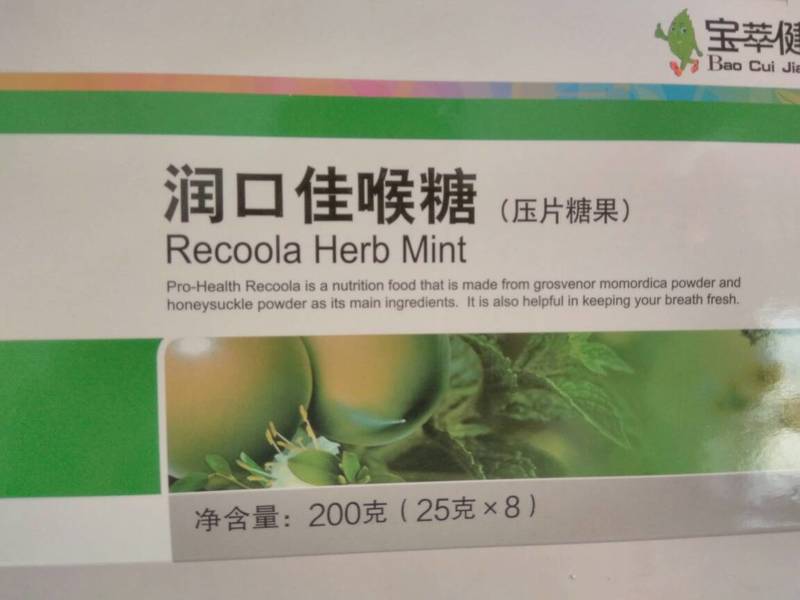 宝萃健
Bao Cui Jia
润口佳喉糖（压片糖果）
Recoola Herb Mint
Pro-Health Recoola is a nutrition food that is made from grosvenor momordica powder and
honeysuckle powder as its main ingredients. It is also helpful in keeping your breath fresh.
净含量：200克（25克×8）